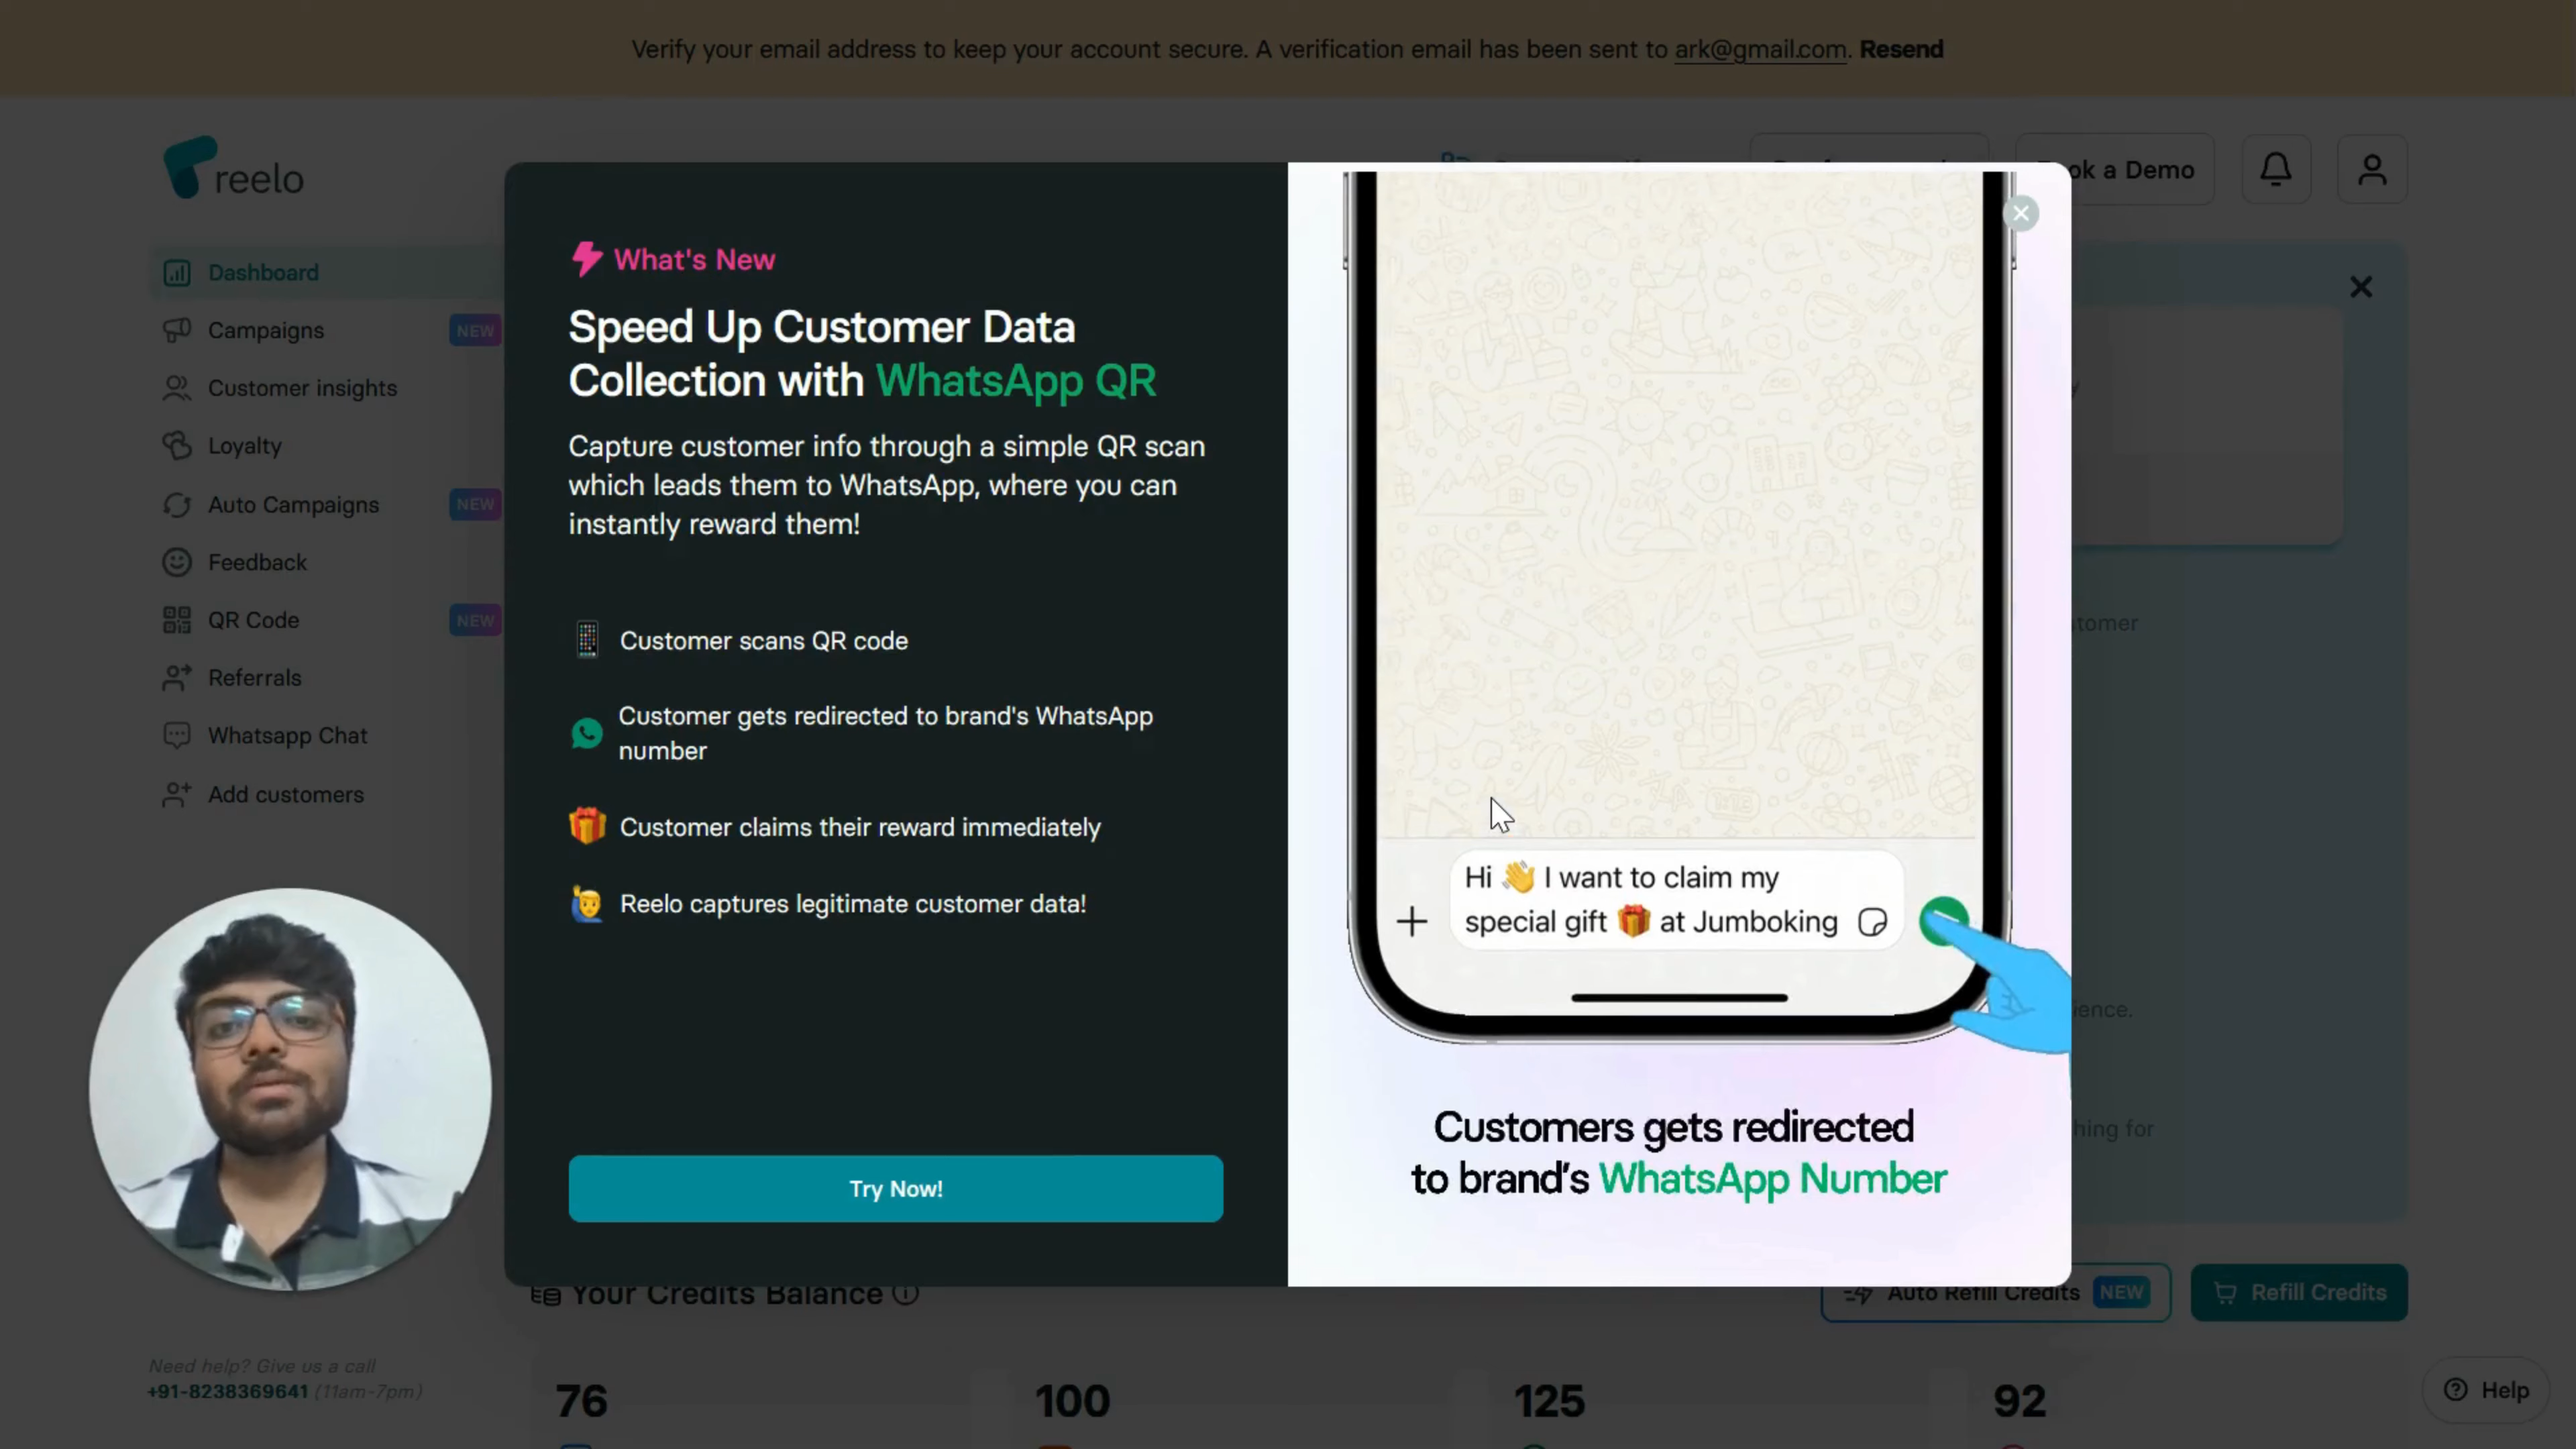 Verify your email address to keep your account secure. A verification email has been sent to ark@gmail.com. Resend
reelo
a Demo
Dashboard
Campaigns NEW
Customer insights
Loyalty
Auto Campaigns NEW
Feedback
QR Code NEW
Referrals
Whatsapp Chat
Add customers
What's New
Speed Up Customer Data
Collection with WhatsApp QR
Capture customer info through a simple QR scan
which leads them to WhatsApp, where you can
instantly reward them!
Customer scans QR code
Customer gets redirected to brand's WhatsApp
number
Customer claims their reward immediately
Reelo captures legitimate customer data!
Try Now!
Hi 👋 I want to claim my
special gift 🎁 at Jumboking
Customers gets redirected
to brand's WhatsApp Number
hing for
Your Credits Balance
Auto Refill Credits NEW
Refill Credits
Need help? Give us a call
+91-8238369641 (11am-7pm)
76
100
125
92
Help